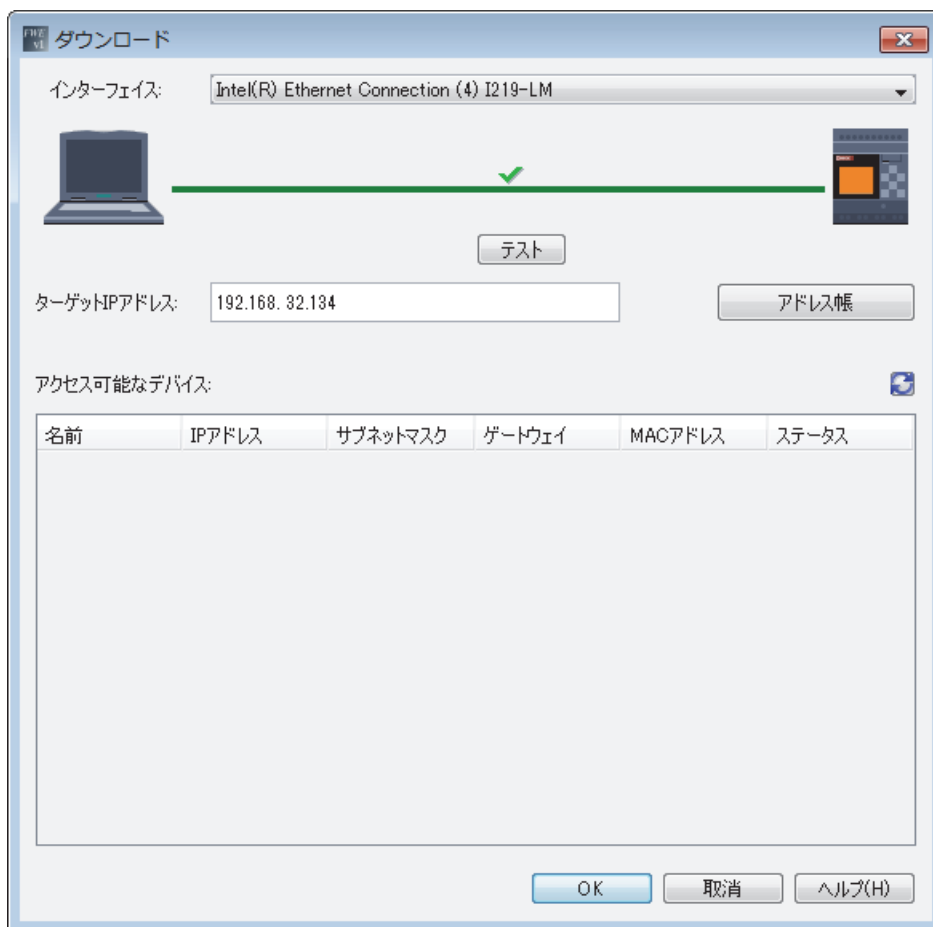 ダウンロード
インターフェイス: Intel(R) Ethernet Connection (4) I219-LM
テスト
ターゲットIPアドレス: 192.168. 32.134 アドレス帳
アクセス可能なデバイス:
名前 IPアドレス サブネットマスク ゲートウェイ MACアドレス ステータス
OK 取消 ヘルプ(H)